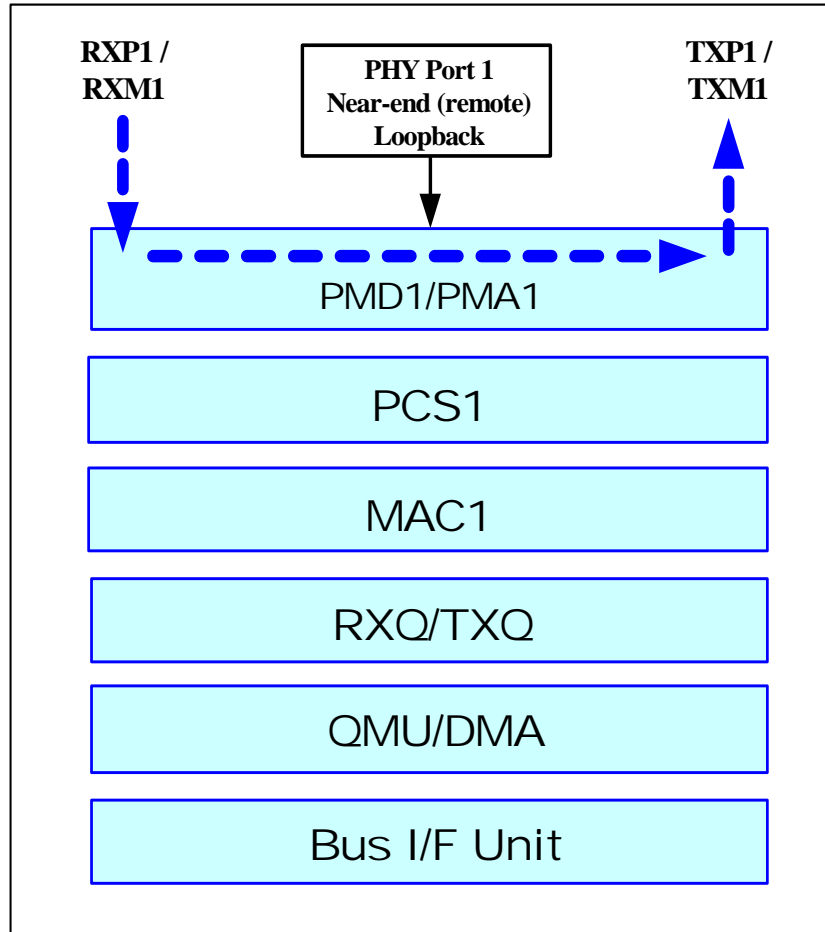 RXP1 /
RXM1
PHY Port 1
Near-end (remote)
Loopback
TXP1 /
TXM1
PMD1/PMA1
PCS1
MAC1
RXQ/TXQ
QMU/DMA
Bus I/F Unit